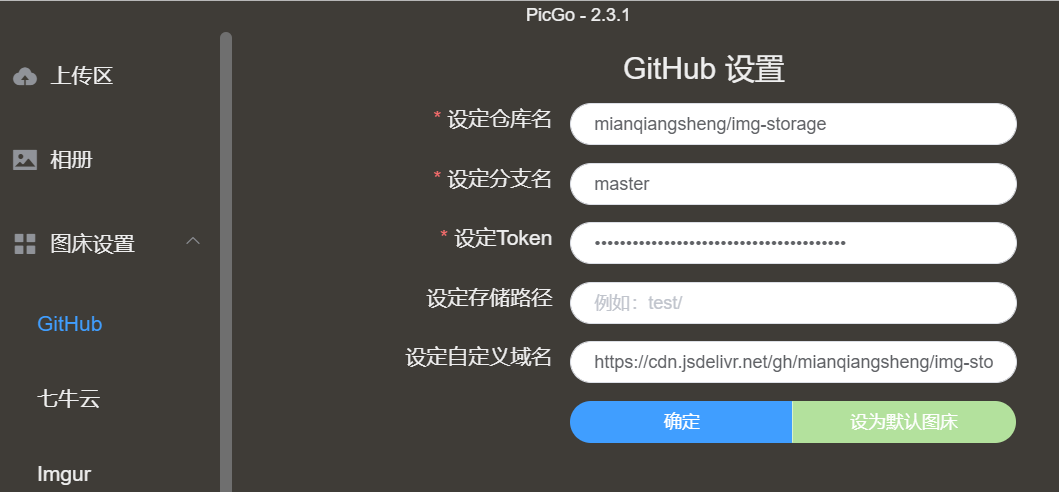 PicGo - 2.3.1
上传区
相册
图床设置
GitHub
七牛云
Imgur
GitHub 设置
* 设定仓库名
mianqiangsheng/img-storage
* 设定分支名
master
* 设定Token
••••••••••••••••••••••••••••••••••••••••
设定存储路径
例如：test/
设定自定义域名
https://cdn.jsdelivr.net/gh/mianqiangsheng/img-sto
确定
设为默认图床